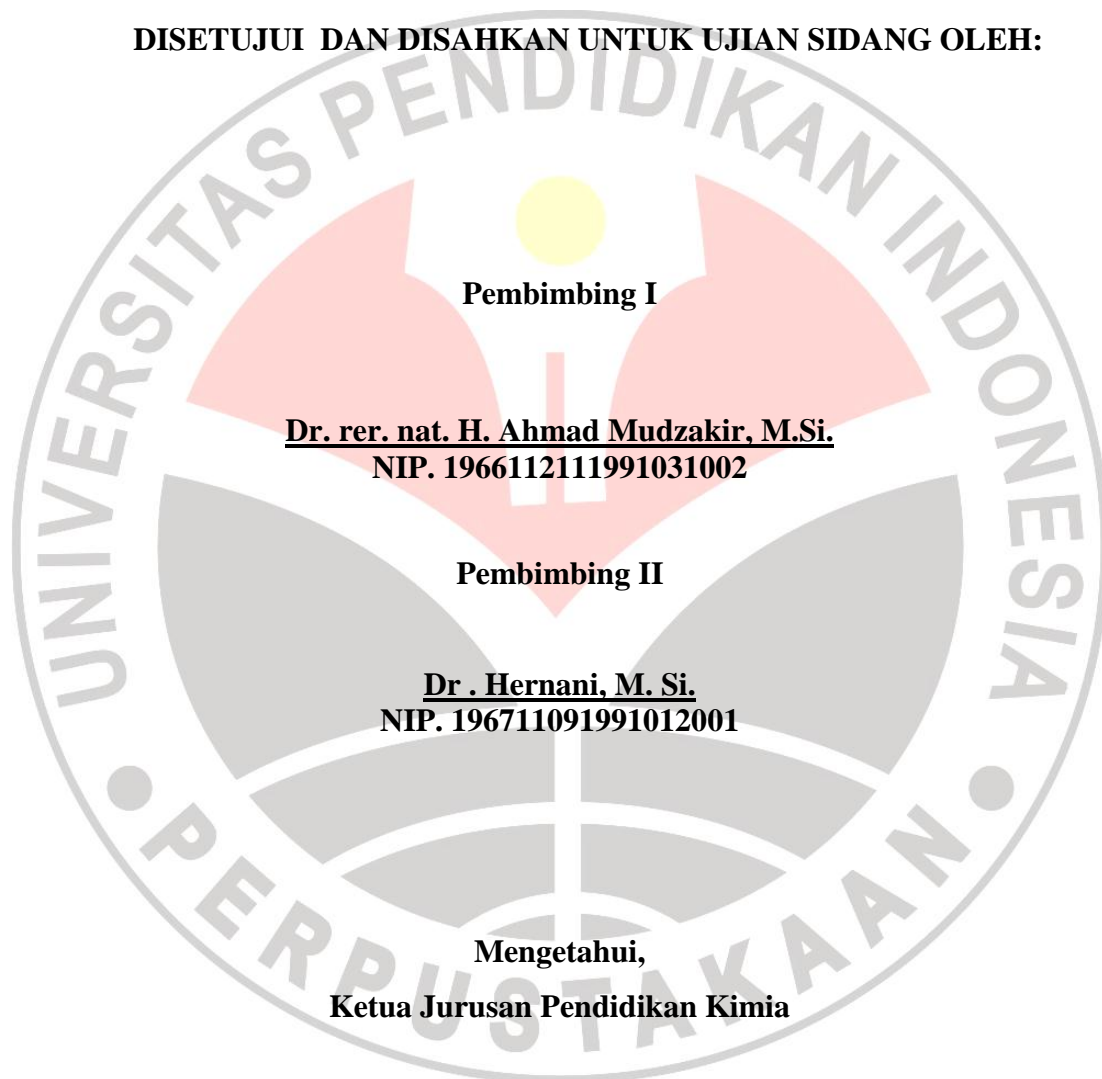 DISETUJUI DAN DISAHKAN UNTUK UJIAN SIDANG OLEH:
UNIVERSITAS PENDIDIKAN INDONESIA
Pembimbing I
Dr. rer. nat. H. Ahmad Mudzakir, M.Si.
NIP. 1966112111991031002
Pembimbing II
Dr . Hernani, M. Si.
NIP. 196711091991012001
Mengetahui,
Ketua Jurusan Pendidikan Kimia
PERPUSTAKAAN